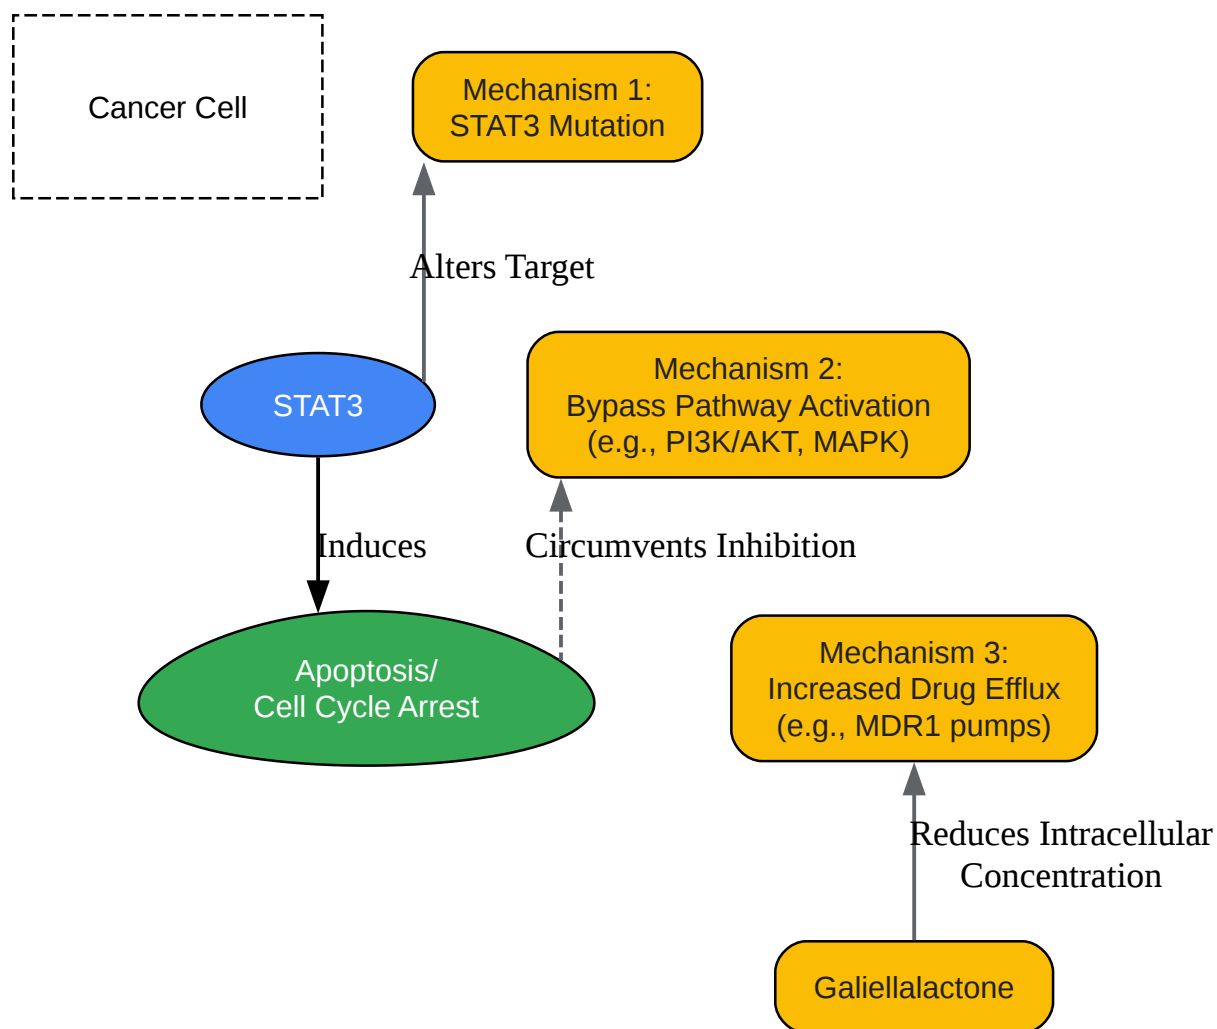 Cancer Cell
Mechanism 1:
STAT3 Mutation
Alters Target
STAT3
Mechanism 2:
Bypass Pathway Activation
(e.g., PI3K/AKT, MAPK)
Induces
Circumvents Inhibition
Apoptosis/
Cell Cycle Arrest
Mechanism 3:
Increased Drug Efflux
(e.g., MDR1 pumps)
Reduces Intracellular
Concentration
Galiellalactone